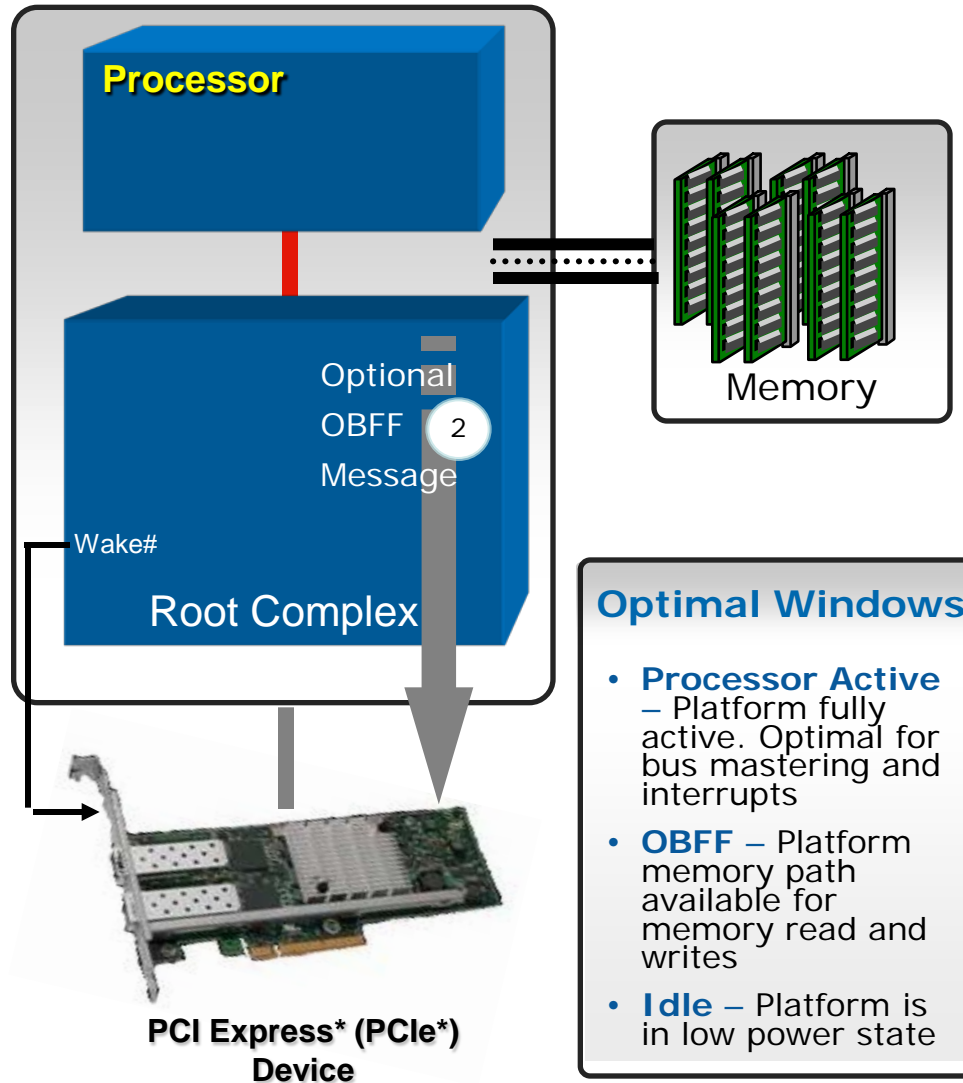 Processor
Memory
Optional
OBFF
2
Message
Wake#
Root Complex
Optimal Windows
• Processor Active
– Platform fully
active. Optimal for
bus mastering and
interrupts
• OBFF – Platform
memory path
available for
memory read and
writes
• Idle – Platform is
in low power state
PCI Express* (PCIe*)
Device